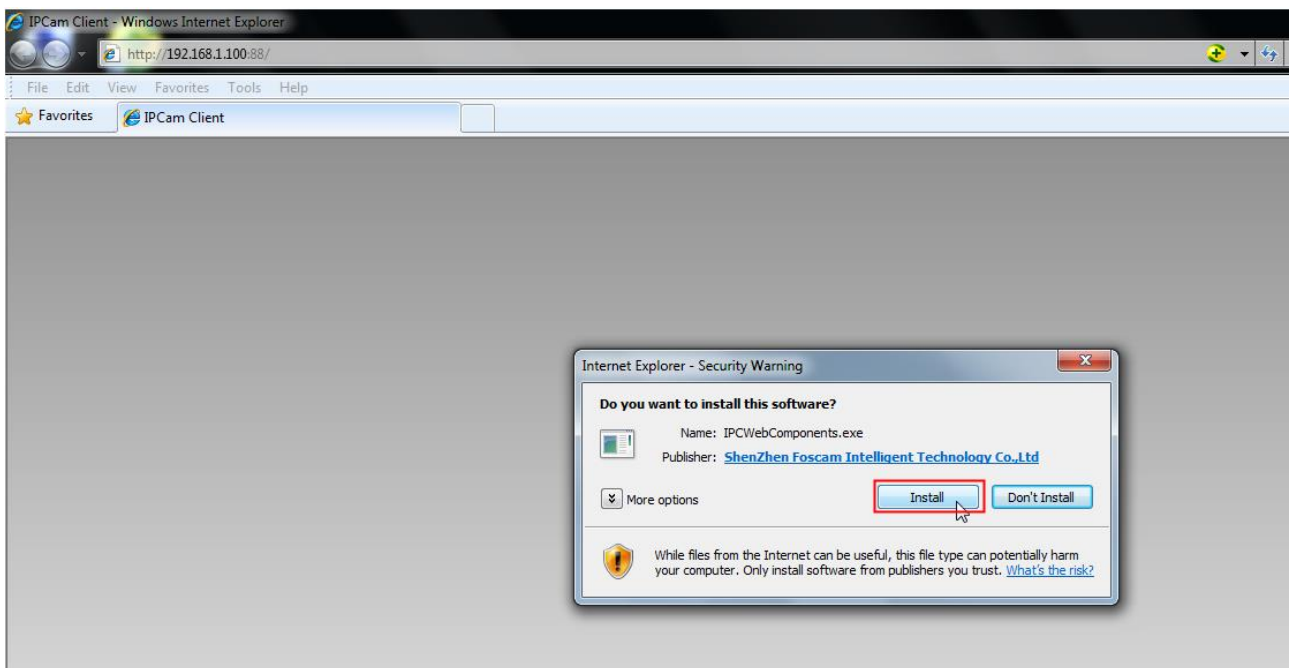 IPCam Client - Windows Internet Explorer
http://192.168.1.100:88/
File Edit View Favorites Tools Help
Favorites IPCam Client
Internet Explorer - Security Warning
Do you want to install this software?
Name: IPCWebComponents.exe
Publisher: ShenZhen Foscam Intelligent Technology Co.,Ltd
More options Install Don't Install
While files from the Internet can be useful, this file type can potentially harm
your computer. Only install software from publishers you trust. What's the risk?